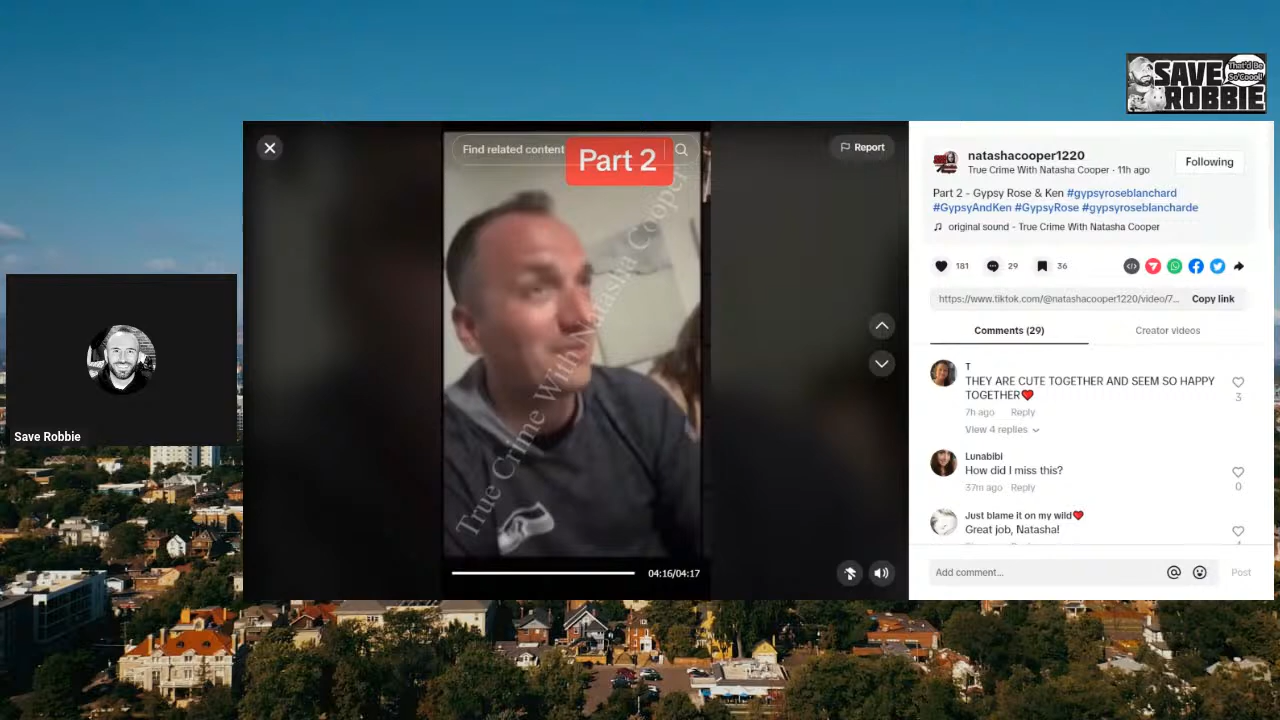 That'd Be
So Coool!
SAVE
ROBBIE
Find related content
Part 2
Report
True Crime With Natasha Cooper
04:16/04:17
Save Robbie
natashacooper1220
True Crime With Natasha Cooper · 11h ago
Following
Part 2 - Gypsy Rose & Ken #gypsyroseblanchard
#GypsyAndKen #GypsyRose #gypsyroseblancharde
original sound - True Crime With Natasha Cooper
181
29
36
https://www.tiktok.com/@natashacooper1220/video/7...
Copy link
Comments (29)
Creator videos
T
THEY ARE CUTE TOGETHER AND SEEM SO HAPPY
TOGETHER❤️
3
7h ago
Reply
View 4 replies
Lunabibi
How did I miss this?
0
37m ago
Reply
Just blame it on my wild❤️
Great job, Natasha!
Add comment...
Post